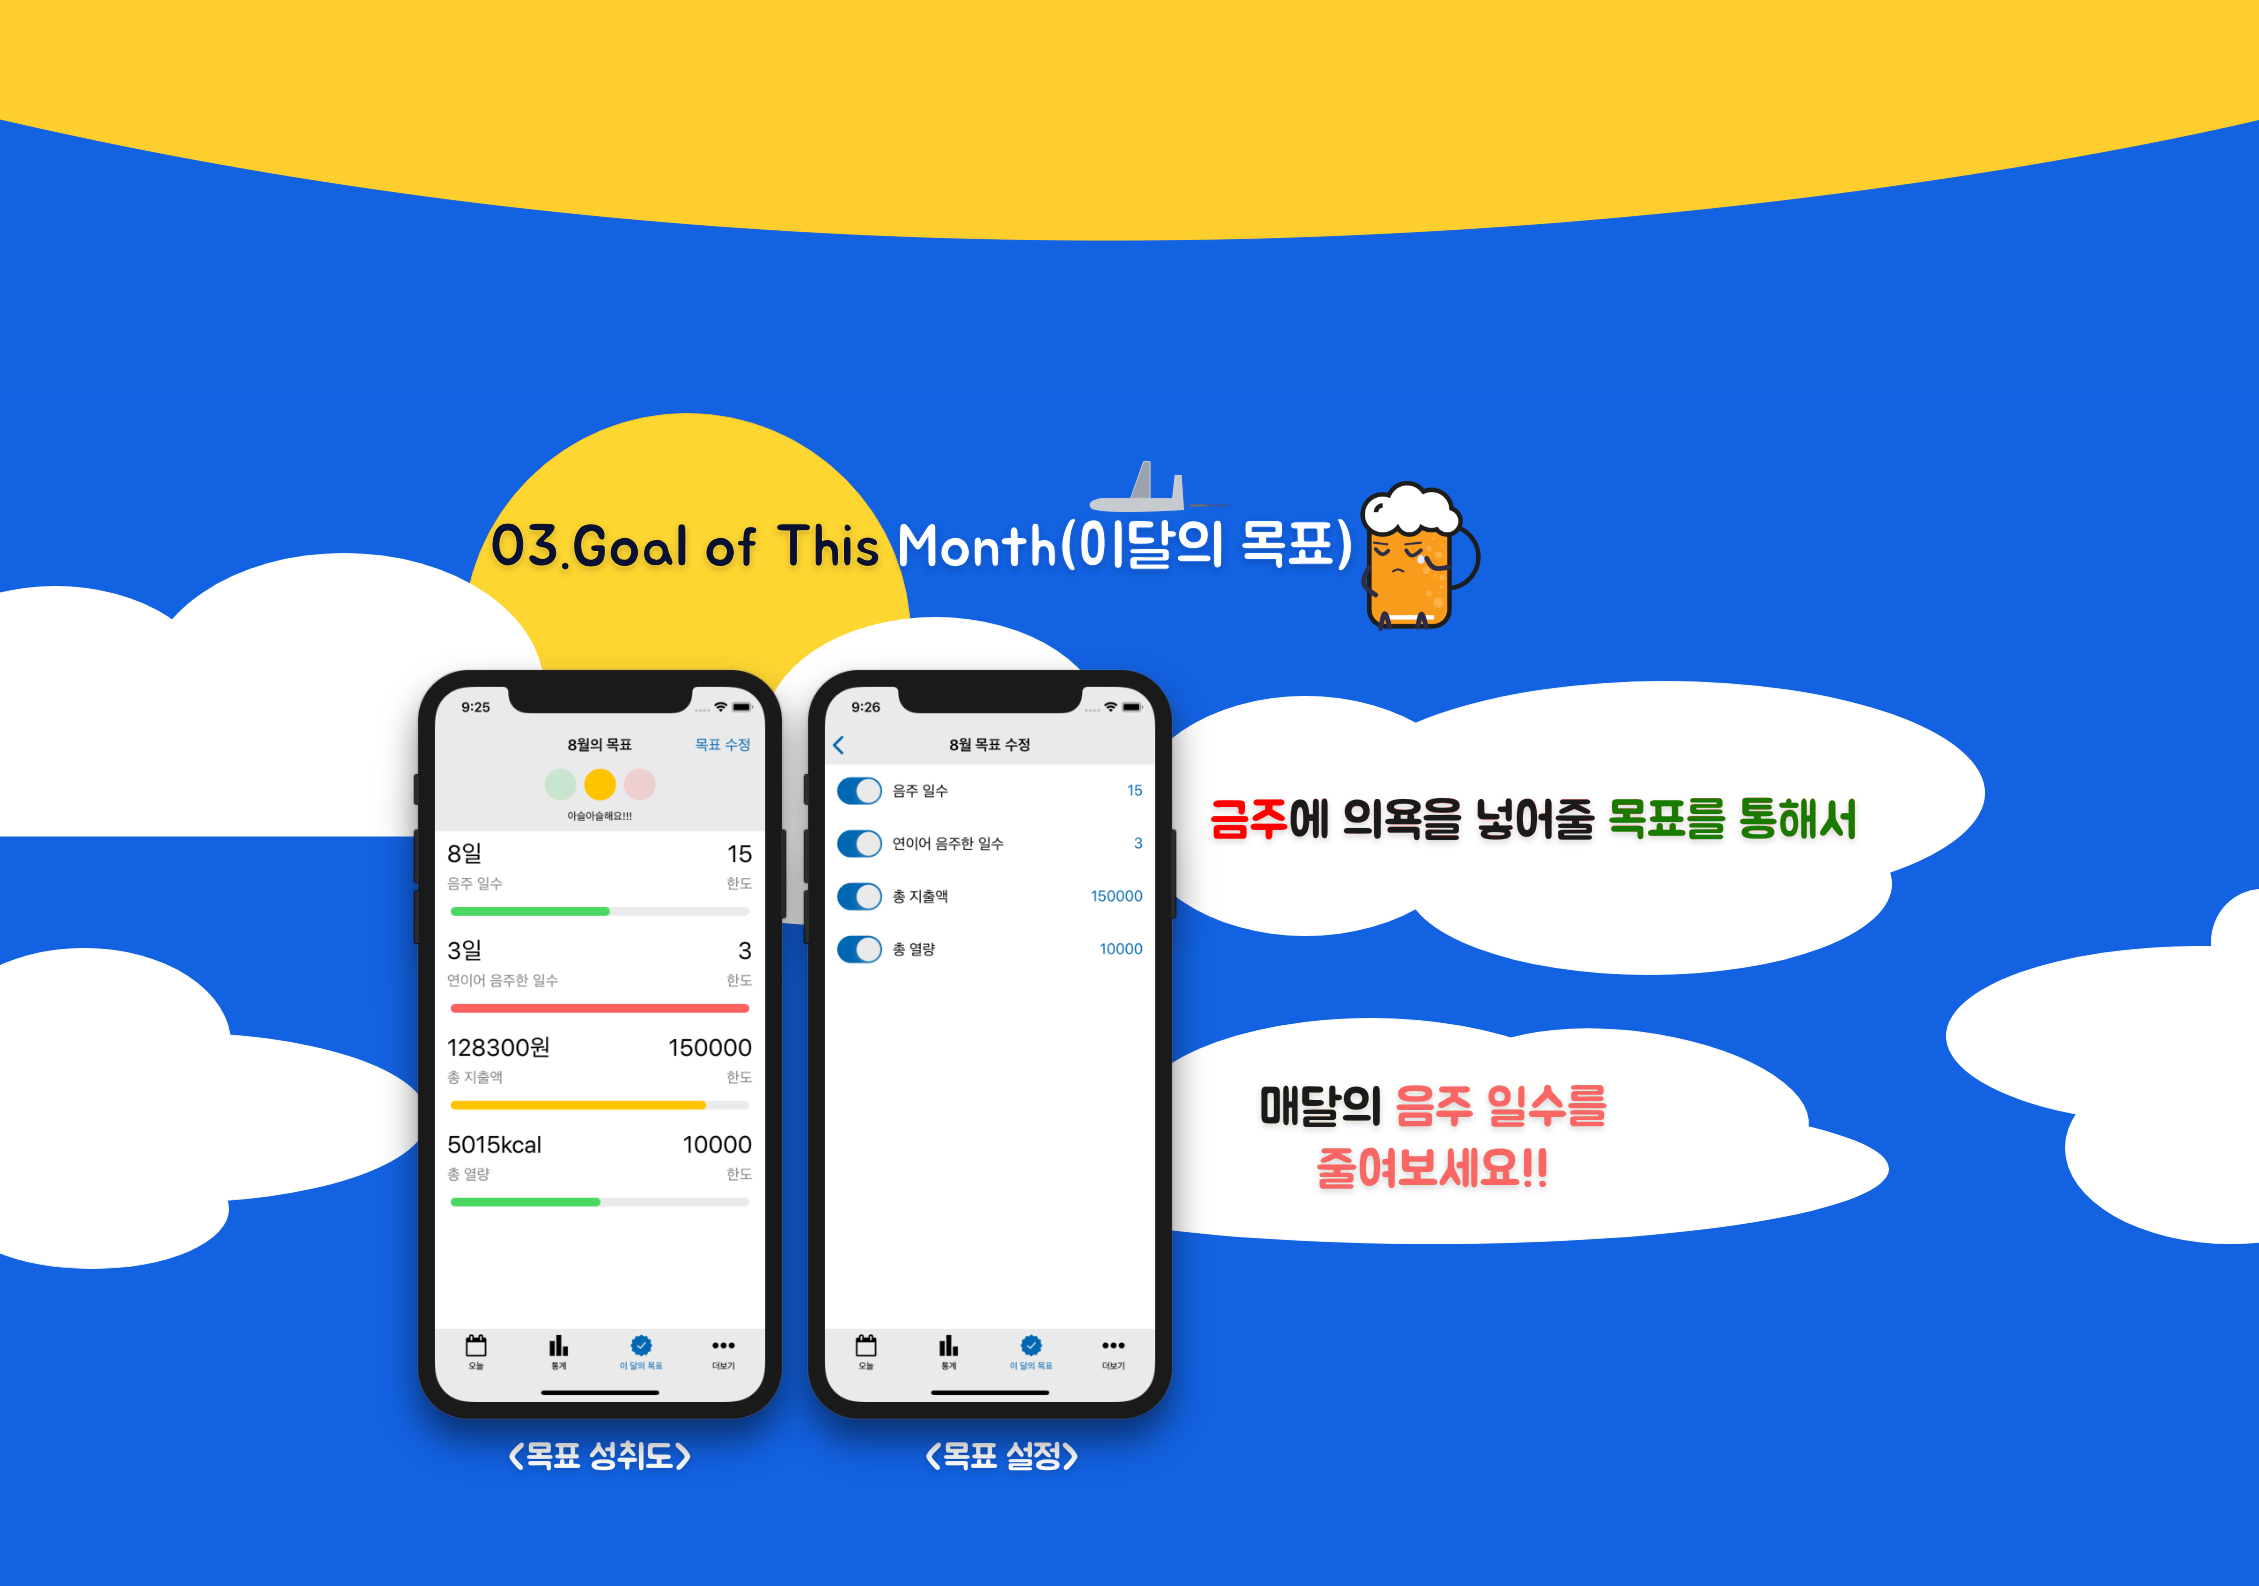 03.Goal of This Month(이달의 목표)
9:25
8월의 목표
목표 수정
아슬아슬해요!!!
8일
15
음주 일수
한도
3일
3
연이어 음주한 일수
한도
128300원
150000
총 지출액
한도
5015kcal
10000
총 열량
한도
오늘
통계
이 달의 목표
더보기
<목표 성취도>
9:26
8월 목표 수정
음주 일수
15
연이어 음주한 일수
3
총 지출액
150000
총 열량
10000
오늘
통계
이 달의 목표
더보기
<목표 설정>
금주에 의욕을 넣어줄 목표를 통해서
매달의 음주 일수를
줄여보세요!!